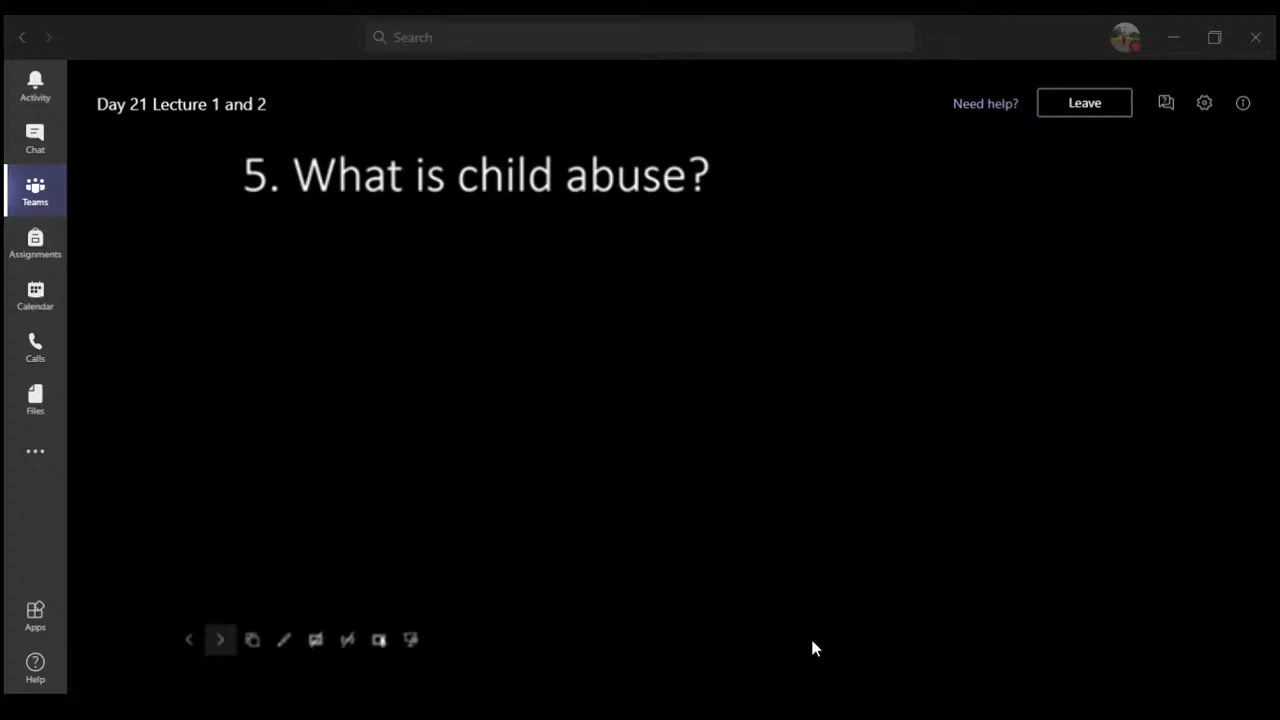 Search
Activity
Day 21 Lecture 1 and 2
Need help?
Leave
Chat
5. What is child abuse?
Teams
Assignments
Calendar
Calls
Files
Apps
Help